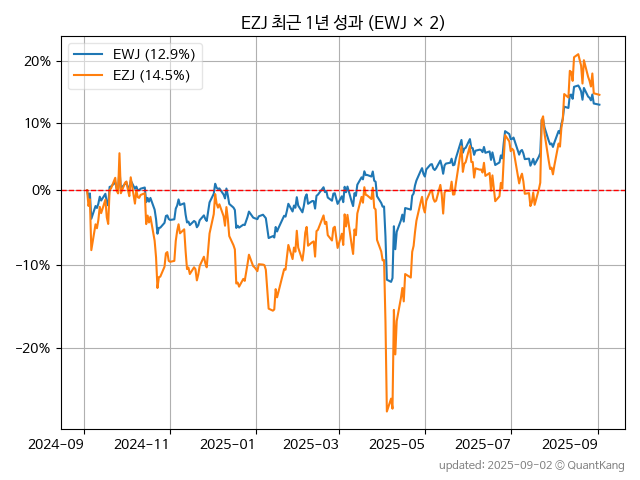 EZJ 최근 1년 성과 (EWJ × 2)
EWJ (12.9%)
EZJ (14.5%)
20%
10%
0%
−10%
−20%
2024-09 2024-11 2025-01 2025-03 2025-05 2025-07 2025-09
updated: 2025-09-02 © QuantKang